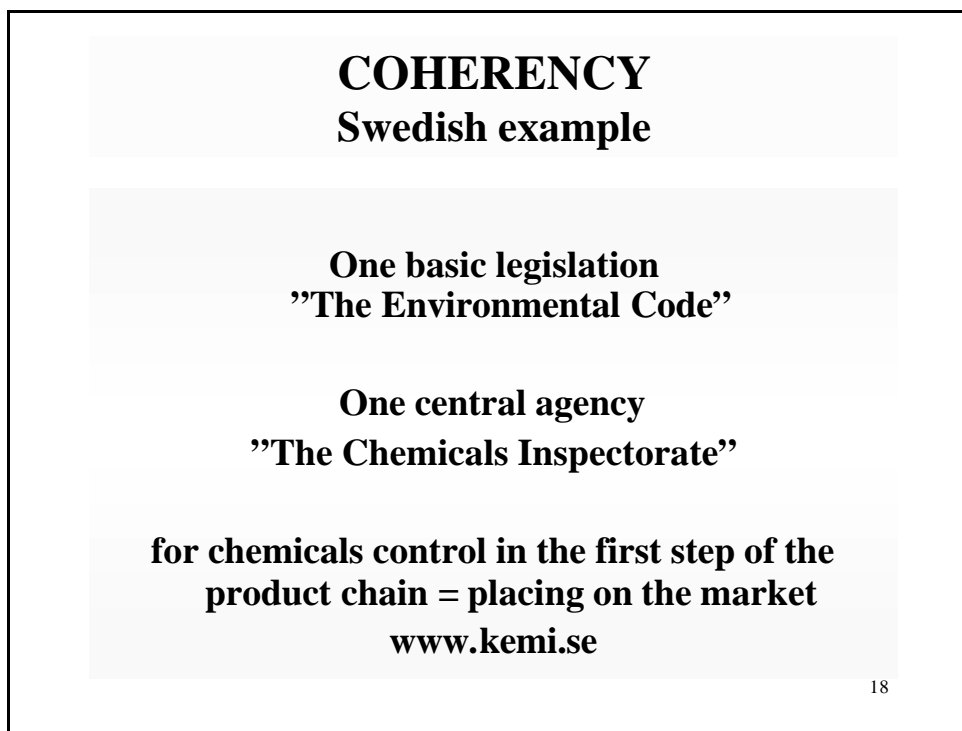 COHERENCY
Swedish example
One basic legislation
”The Environmental Code”
One central agency
”The Chemicals Inspectorate”
for chemicals control in the first step of the
product chain = placing on the market
www.kemi.se
18